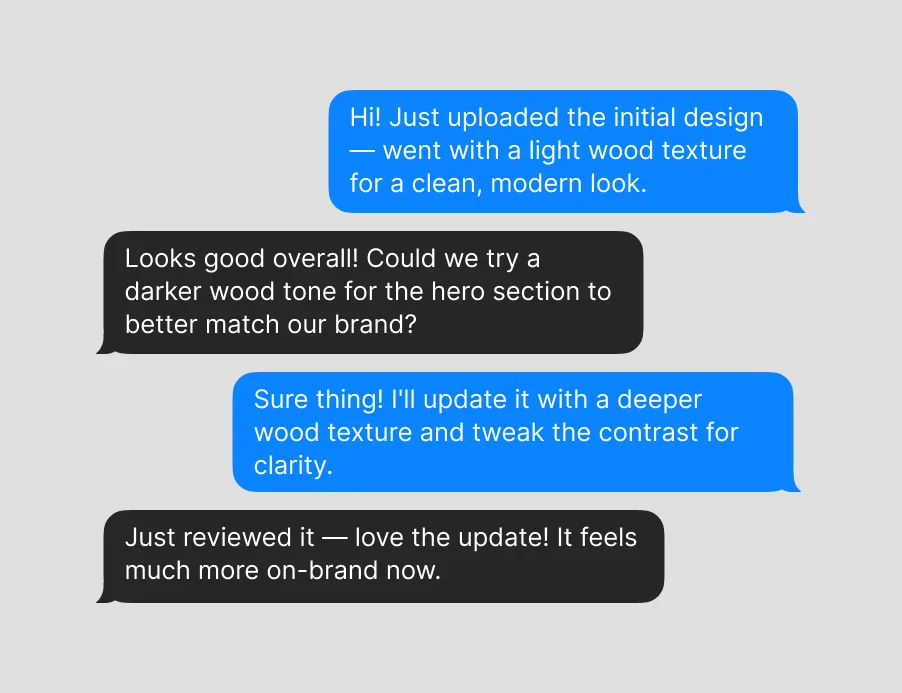 Hi! Just uploaded the initial design
— went with a light wood texture
for a clean, modern look.
Looks good overall! Could we try a
darker wood tone for the hero section to
better match our brand?
Sure thing! I'll update it with a deeper
wood texture and tweak the contrast for
clarity.
Just reviewed it — love the update! It feels
much more on-brand now.